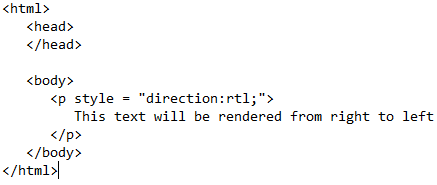 <html>
<head>
</head>
<body>
<p style = "direction:rtl;">
This text will be rendered from right to left
</p>
</body>
</html>